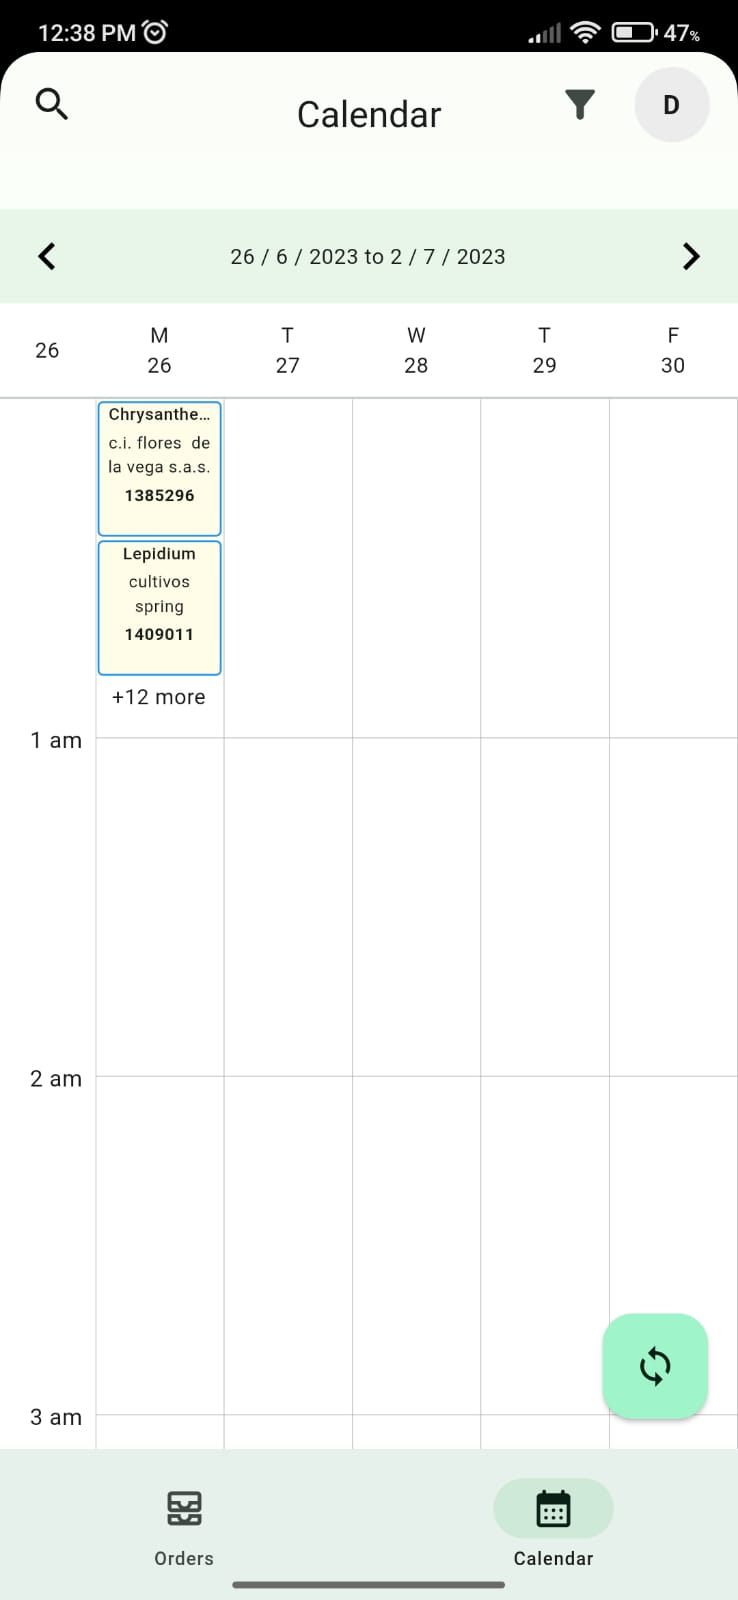 12:38 PM 47%
Calendar D
26 / 6 / 2023 to 2 / 7 / 2023
26
M T W T F
26 27 28 29 30
Chrysanthe...
c.i. flores de
la vega s.a.s.
1385296
Lepidium
cultivos
spring
1409011
+12 more
1 am
2 am
3 am
Orders Calendar